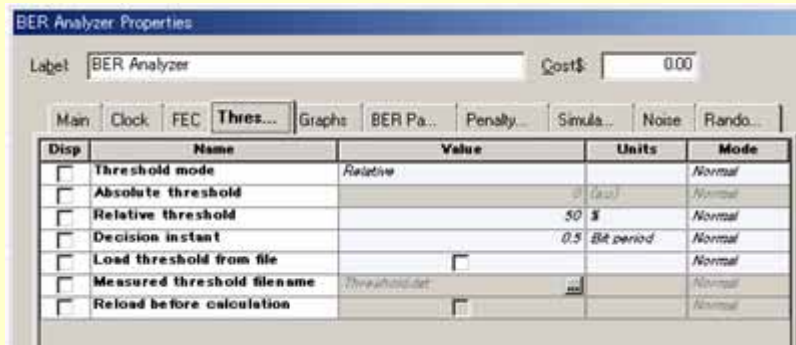 BER Analyzer Properties
Label: BER Analyzer Cost$: 0.00
Main Clock FEC Thres... Graphs BER Pa... Penalty... Simula... Noise Rando...
Disp Name Value Units Mode
Threshold mode Relative Normal
Absolute threshold 0 (a.u.) Normal
Relative threshold 50 % Normal
Decision instant 0.5 Bit period Normal
Load threshold from file Normal
Measured threshold filename Threshold.dat ... Normal
Reload before calculation Normal